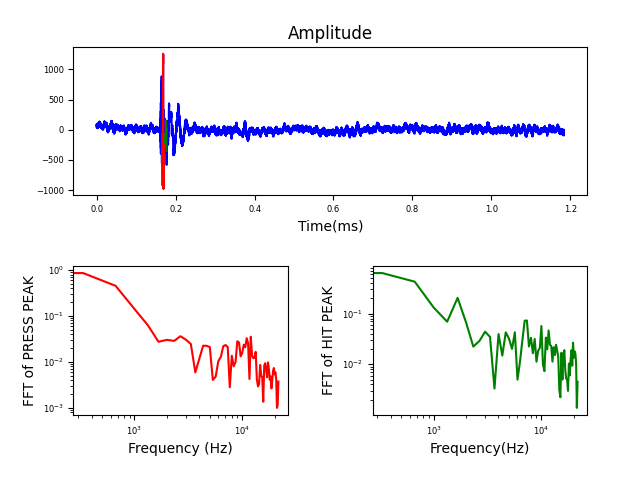 Amplitude
1000
500
0
−500
−1000
0.0 0.2 0.4 0.6 0.8 1.0 1.2
Time(ms)
FFT of PRESS PEAK
10⁰
10⁻¹
10⁻²
10⁻³
10³ 10⁴
Frequency (Hz)
FFT of HIT PEAK
10⁻¹
10⁻²
10³ 10⁴
Frequency(Hz)